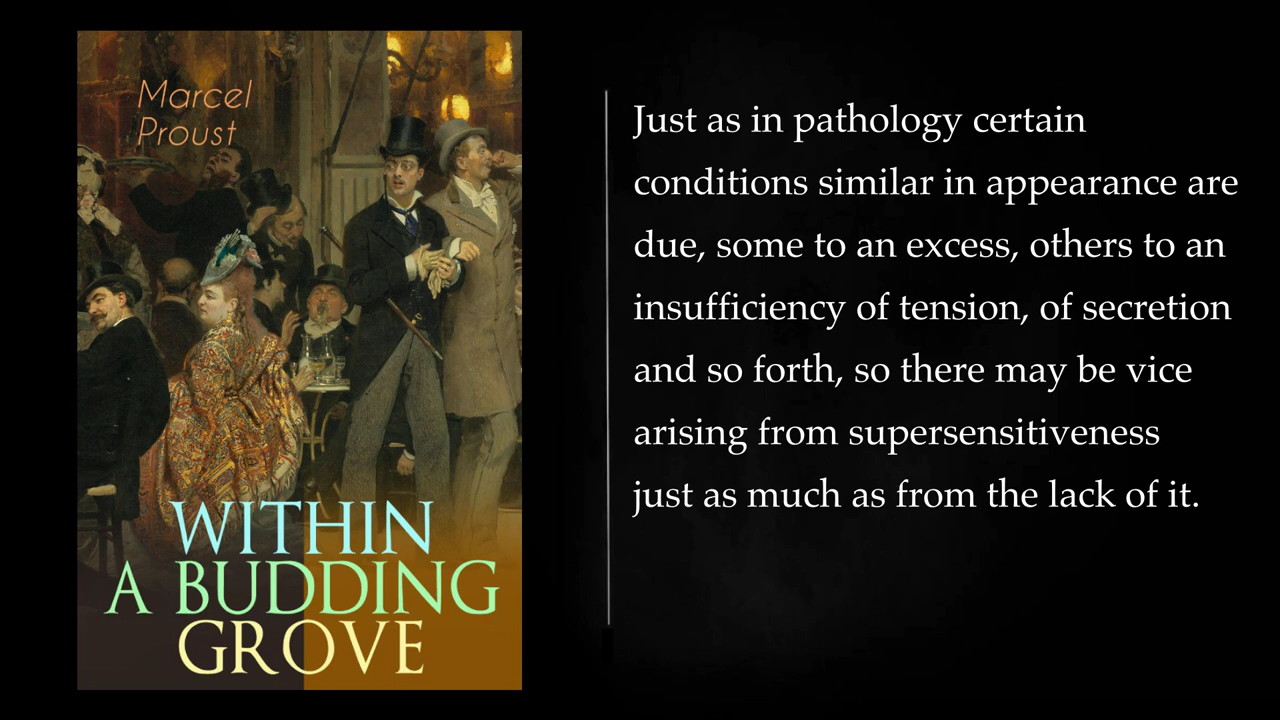 Marcel
Proust
WITHIN
A BUDDING
GROVE
Just as in pathology certain
conditions similar in appearance are
due, some to an excess, others to an
insufficiency of tension, of secretion
and so forth, so there may be vice
arising from supersensitiveness
just as much as from the lack of it.